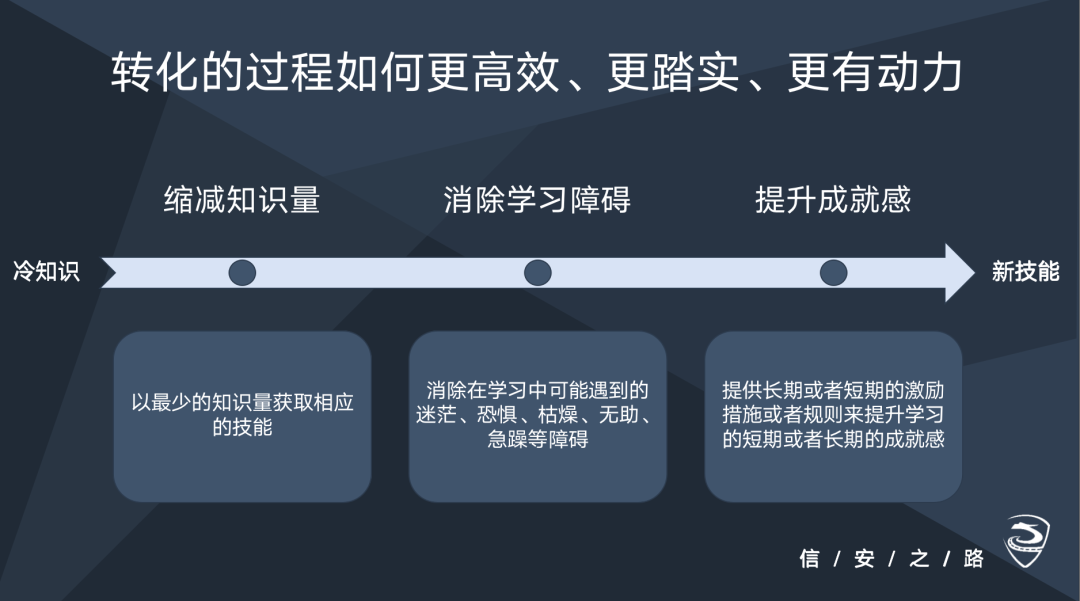 转化的过程如何更高效、更踏实、更有动力
缩减知识量
消除学习障碍
提升成就感
冷知识
新技能
以最少的知识量获取相应
的技能
消除在学习中可能遇到的
迷茫、恐惧、枯燥、无助、
急躁等障碍
提供长期或者短期的激励
措施或者规则来提升学习
的短期或者长期的成就感
信 / 安 / 之 / 路